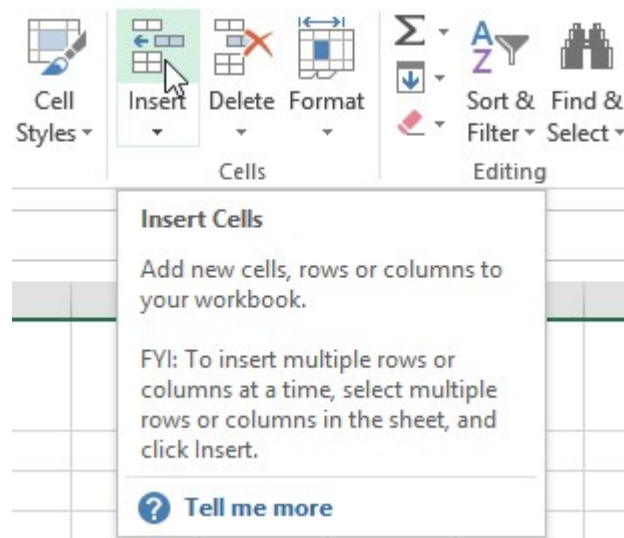 Cell
Styles
Insert
Delete
Format
A
Z
Sort &
Filter
Find &
Select
Cells
Editing
Insert Cells
Add new cells, rows or columns to
your workbook.
FYI: To insert multiple rows or
columns at a time, select multiple
rows or columns in the sheet, and
click Insert.
? Tell me more